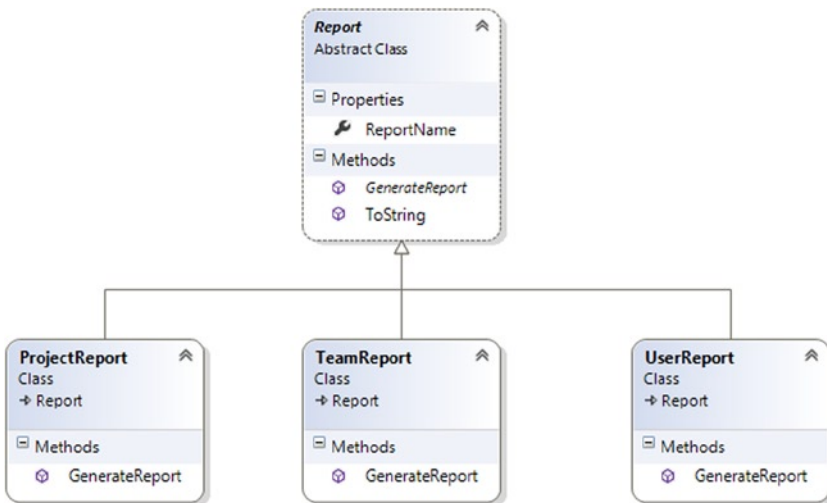 Report
Abstract Class
Properties
ReportName
Methods
GenerateReport
ToString
ProjectReport
Class
Report
Methods
GenerateReport
TeamReport
Class
Report
Methods
GenerateReport
UserReport
Class
Report
Methods
GenerateReport